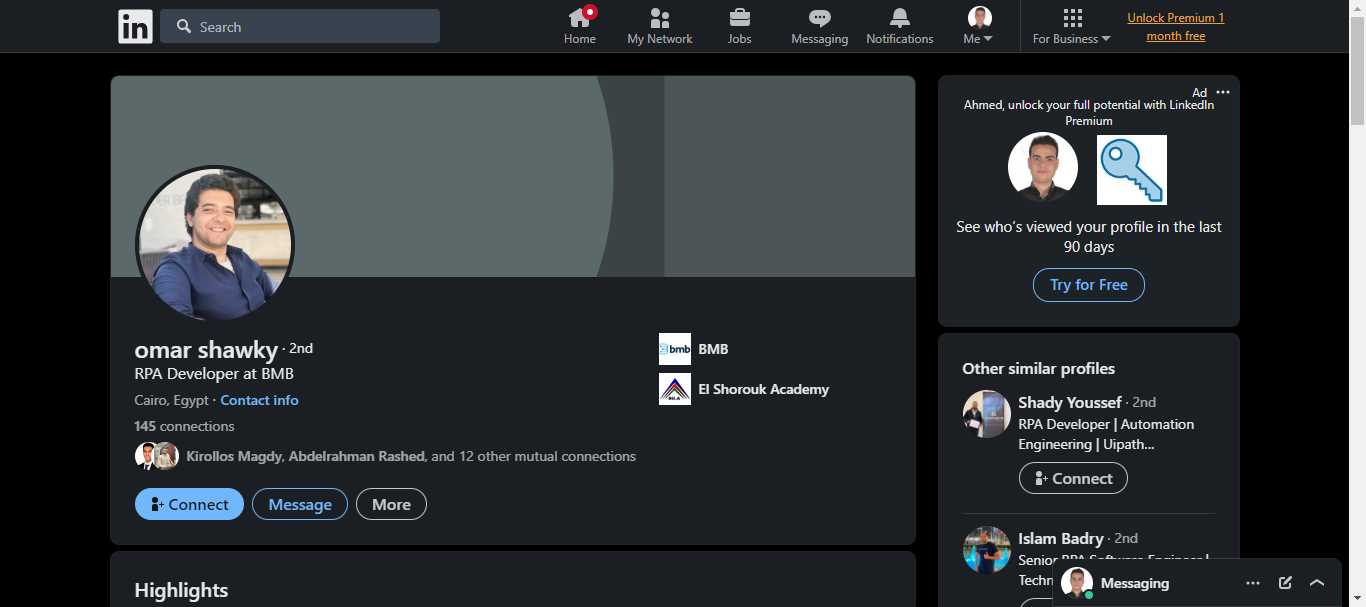 in
Search
Home
My Network
Jobs
Messaging
Notifications
Me
For Business
Unlock Premium 1
month free
omar shawky · 2nd
RPA Developer at BMB
Cairo, Egypt · Contact info
145 connections
Kirollos Magdy, Abdelrahman Rashed, and 12 other mutual connections
Connect
Message
More
bmb
BMB
El Shorouk Academy
Highlights
Ad
Ahmed, unlock your full potential with LinkedIn
Premium
See who's viewed your profile in the last
90 days
Try for Free
Other similar profiles
Shady Youssef · 2nd
RPA Developer | Automation
Engineering | Uipath...
Connect
Islam Badry · 2nd
Senior RPA Software Engineer |
Messaging